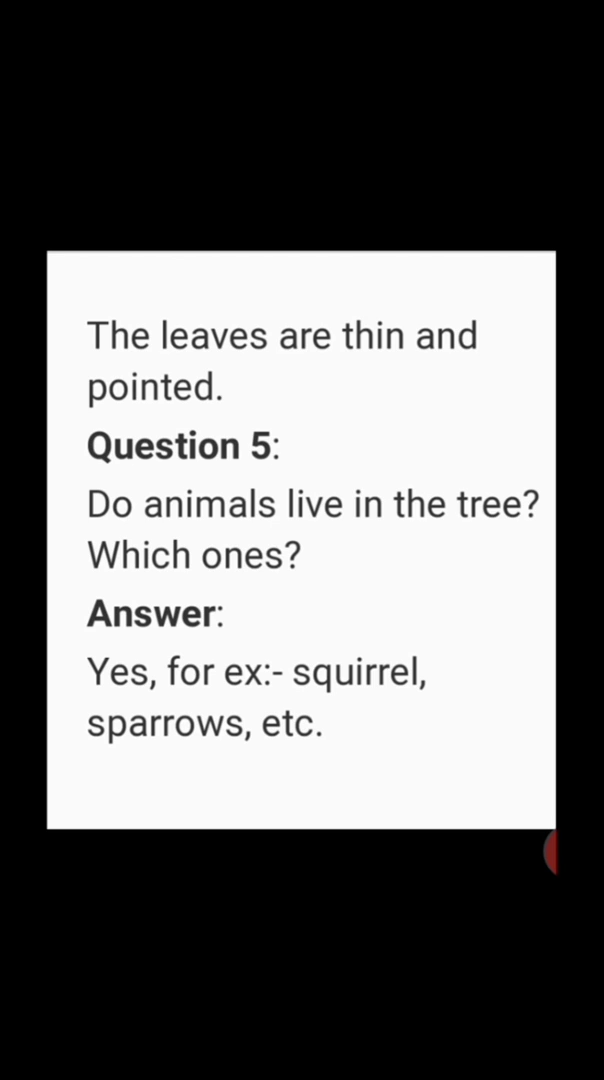 The leaves are thin and
pointed.
Question 5:
Do animals live in the tree?
Which ones?
Answer:
Yes, for ex:- squirrel,
sparrows, etc.